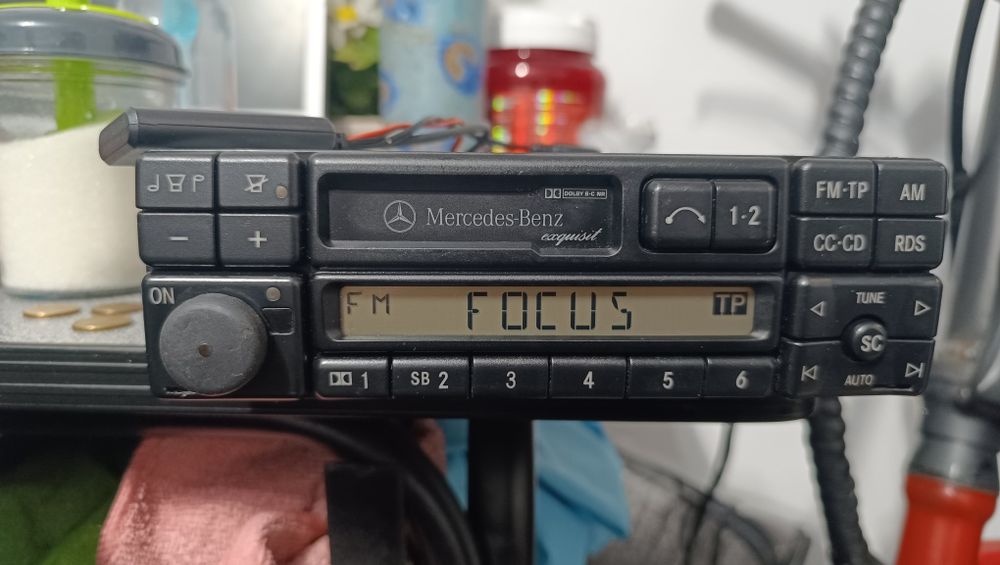 DOLBY B-C NR
Mercedes-Benz
exquisit
1-2
FM-TP
AM
CC-CD
RDS
− +
ON
FM FOCUS TP
TUNE
SC
AUTO
1 SB 2 3 4 5 6